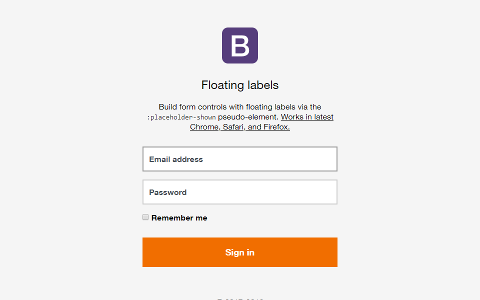 B
Floating labels
Build form controls with floating labels via the
:placeholder-shown pseudo-element. Works in latest
Chrome, Safari, and Firefox.
Email address
Password
Remember me
Sign in